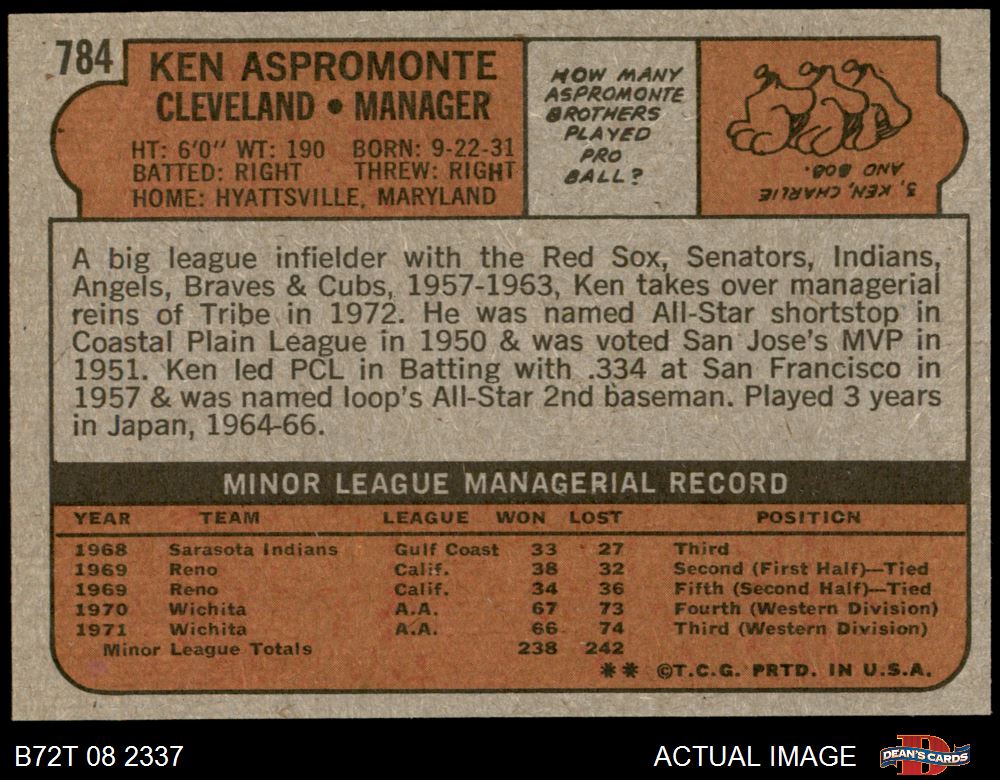 784
KEN ASPROMONTE
CLEVELAND • MANAGER
HT: 6'0" WT: 190 BORN: 9-22-31
BATTED: RIGHT THREW: RIGHT
HOME: HYATTSVILLE, MARYLAND
HOW MANY
ASPROMONTE
BROTHERS
PLAYED
PRO
BALL?
3, KEN, CHARLIE
AND BOB.
A big league infielder with the Red Sox, Senators, Indians,
Angels, Braves & Cubs, 1957-1963, Ken takes over managerial
reins of Tribe in 1972. He was named All-Star shortstop in
Coastal Plain League in 1950 & was voted San Jose's MVP in
1951. Ken led PCL in Batting with .334 at San Francisco in
1957 & was named loop's All-Star 2nd baseman. Played 3 years
in Japan, 1964-66.
MINOR LEAGUE MANAGERIAL RECORD
YEAR TEAM LEAGUE WON LOST POSITION
1968 Sarasota Indians Gulf Coast 33 27 Third
1969 Reno Calif. 38 32 Second (First Half)—Tied
1969 Reno Calif. 34 36 Fifth (Second Half)—Tied
1970 Wichita A.A. 67 73 Fourth (Western Division)
1971 Wichita A.A. 66 74 Third (Western Division)
Minor League Totals 238 242
** ©T.C.G. PRTD. IN U.S.A.
B72T 08 2337 ACTUAL IMAGE DEAN'S CARDS